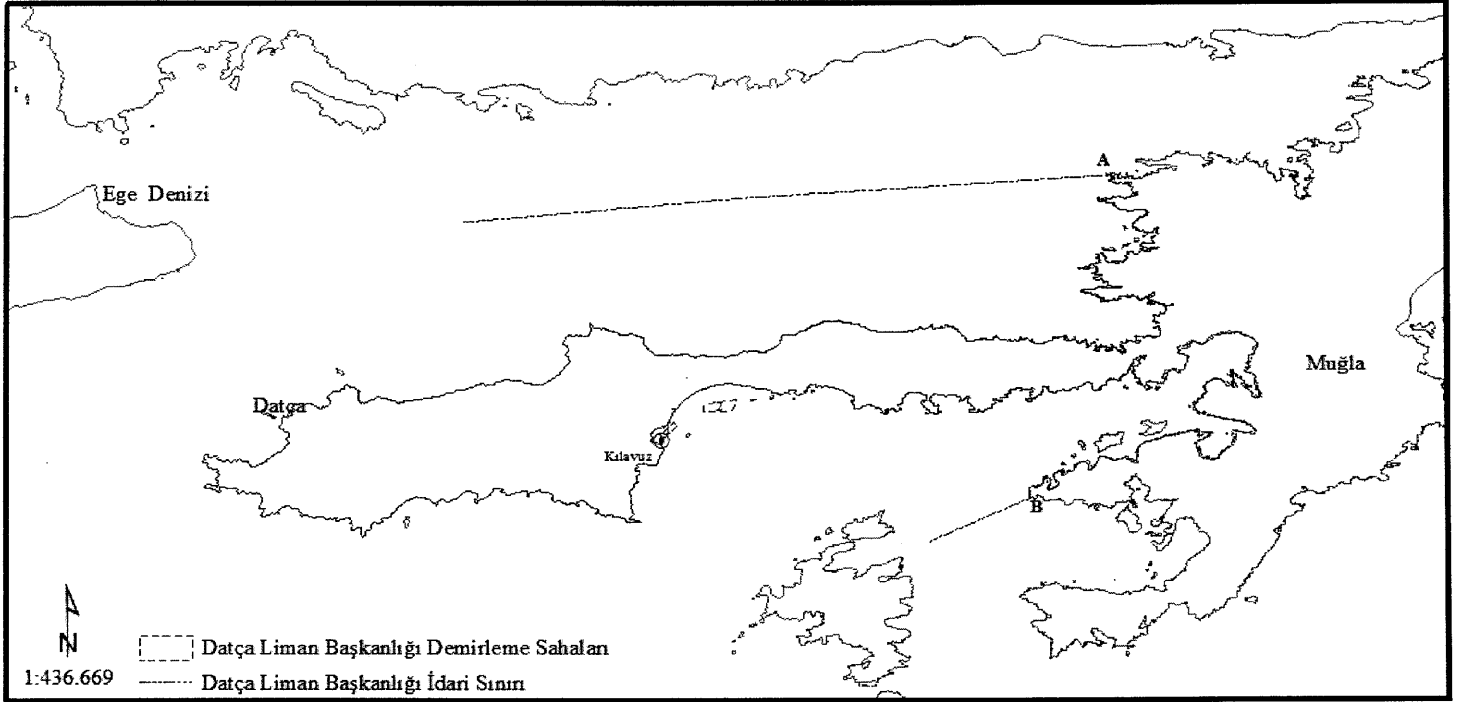 A
Ege Denizi
Muğla
Datça
Kılavuz
B
N
1:436.669
Datça Liman Başkanlığı Demirleme Sahaları
Datça Liman Başkanlığı İdari Sınırı